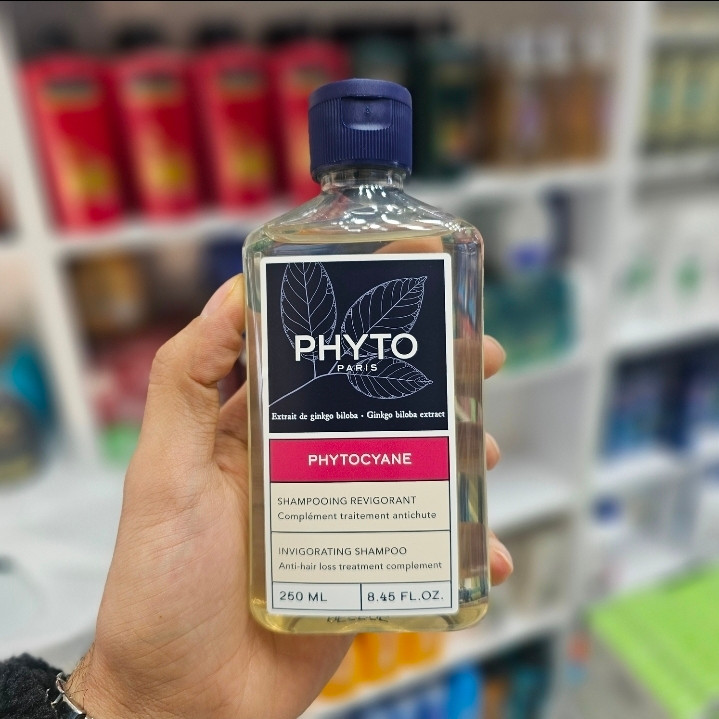 PHYTO
PARIS
Extrait de ginkgo biloba • Ginkgo biloba extract
PHYTOCYANE
SHAMPOOING REVIGORANT
Complément traitement antichute
INVIGORATING SHAMPOO
Anti-hair loss treatment complement
250 ML
8.45 FL.OZ.